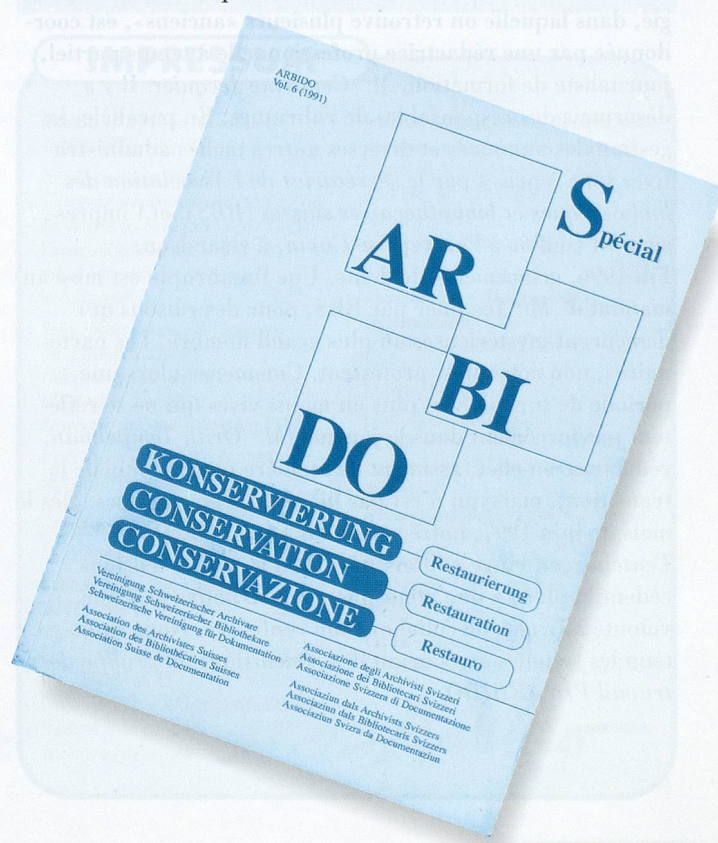 ARBIDO
Vol. 6 (1991)
Spécial
AR
BI
DO
KONSERVIERUNG
CONSERVATION
CONSERVAZIONE
Restaurierung
Restauration
Restauro
Vereinigung Schweizerischer Archivare
Vereinigung Schweizerischer Bibliothekare
Schweizerische Vereinigung für Dokumentation
Association des Archivistes Suisses
Association des Bibliothécaires Suisses
Association Suisse de Documentation
Associazione degli Archivisti Svizzeri
Associazione dei Bibliotecari Svizzeri
Associazione Svizzera di Documentazione
Associaziun dals Archivists Svizzers
Associaziun dals Bibliotecaris Svizzers
Associaziun Svizra da Documentaziun